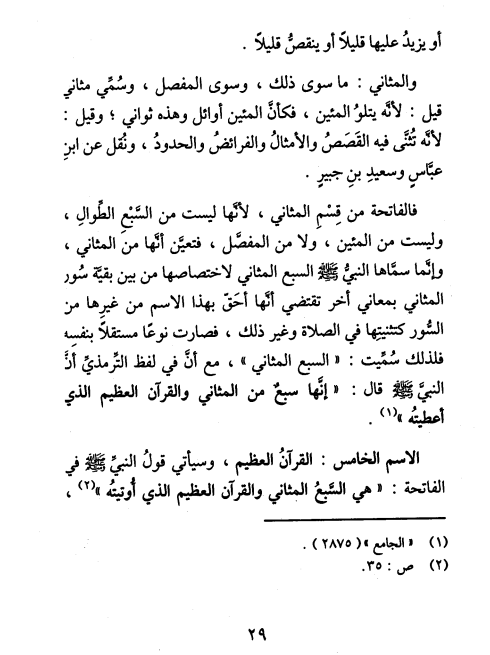 أو يزيدُ عليها قليلاً أو ينقصُ قليلاً .
والمثاني : ما سوى ذلك ، وسوى المفصل ، وسُمِّي مثاني
قيل : لأنَّه يتلوُ المئين ، فكأنَّ المئين أوائل وهذه ثواني ؛ وقيل :
لأنَّه تُثنَّى فيه القَصَصُ والأمثالُ والفرائضُ والحدودُ ، ونُقل عن ابنِ
عبَّاسٍ وسعيدِ بنِ جبيرٍ .
فالفاتحة من قِسْمِ المثاني ، لأنَّها ليست من السَّبْعِ الطِّوالِ ،
وليست من المئين ، ولا من المفصَّل ، فتعيَّن أنَّها من المثاني ،
وإنَّما سمَّاها النبيُّ ﷺ السبع المثاني لاختصاصها من بين بقيَّة سُور
المثاني بمعاني أخر تقتضي أنَّها أحَقّ بهذا الاسم من غيرها من
السُّور كتثنيتِها في الصلاة وغير ذلك ، فصارت نوعًا مستقلاً بنفسِه
فلذلك سُمِّيت : « السبع المثاني » ، مع أنَّ في لفظ التِّرمذيِّ أنَّ
النبيَّ ﷺ قال : « إنَّها سبعٌ من المثاني والقرآن العظيم الذي
أعطيتُه »(١) .
الاسم الخامس : القرآنُ العظيم ، وسيأتي قولُ النبيِّ ﷺ في
الفاتحة : « هي السَّبعُ المثاني والقرآن العظيم الذي أُوتيتُه »(٢) ،
(١) « الجامع » ( ٢٨٧٥ ) .
(٢) ص : ٣٥.
٢٩